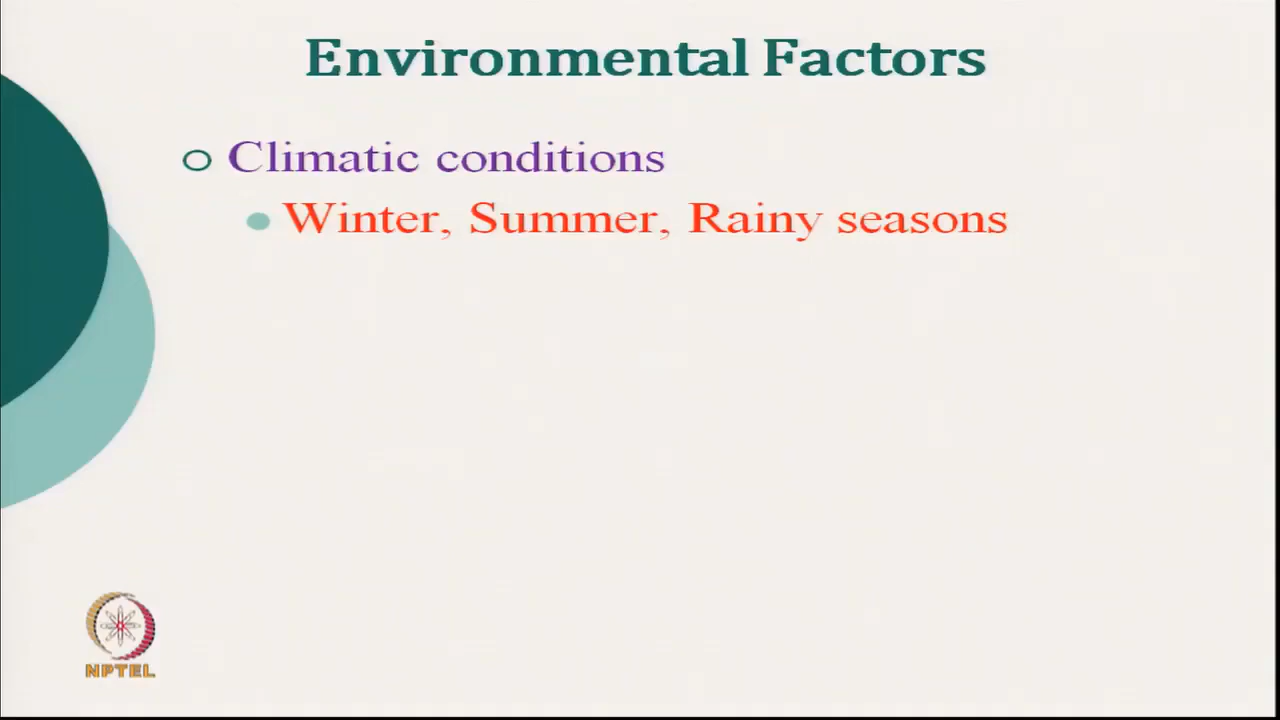 Environmental Factors
Climatic conditions
Winter, Summer, Rainy seasons
NPTEL